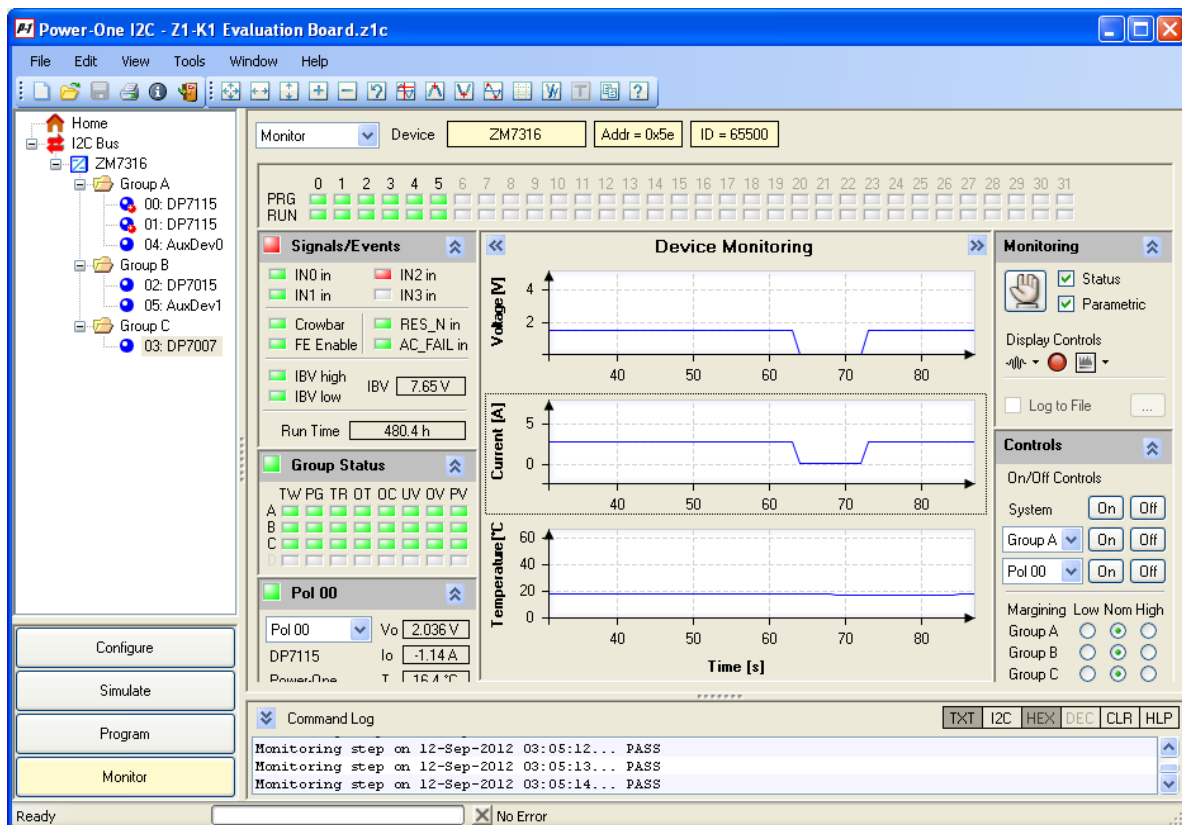 Power-One I2C - Z1-K1 Evaluation Board.z1c
File Edit View Tools Window Help
Home
I2C Bus
ZM7316
Group A
00: DP7115
01: DP7115
04: AuxDev0
Group B
02: DP7015
05: AuxDev1
Group C
03: DP7007
Configure
Simulate
Program
Monitor
Monitor Device ZM7316 Addr = 0x5e ID = 65500
0 1 2 3 4 5 6 7 8 9 10 11 12 13 14 15 16 17 18 19 20 21 22 23 24 25 26 27 28 29 30 31
PRG
RUN
Signals/Events
IN0 in IN2 in
IN1 in IN3 in
Crowbar RES_N in
FE Enable AC_FAIL in
IBV high
IBV 7.65 V
IBV low
Run Time 480.4 h
Group Status
TW PG TR OT OC UV OV PV
A
B
C
D
Pol 00
Pol 00 Vo 2.036 V
DP7115 Io -1.14 A
Power-One T 16.4 °C
Device Monitoring
Voltage [V]
4
2
40 50 60 70 80
Current [A]
5
0
40 50 60 70 80
Temperature[°C
60
40
20
0
40 50 60 70 80
Time [s]
Monitoring
Status
Parametric
Display Controls
Log to File ...
Controls
On/Off Controls
System On Off
Group A On Off
Pol 00 On Off
Margining Low Nom High
Group A
Group B
Group C
Command Log TXT I2C HEX DEC CLR HLP
Monitoring step on 12-Sep-2012 03:05:12... PASS
Monitoring step on 12-Sep-2012 03:05:13... PASS
Monitoring step on 12-Sep-2012 03:05:14... PASS
Ready No Error